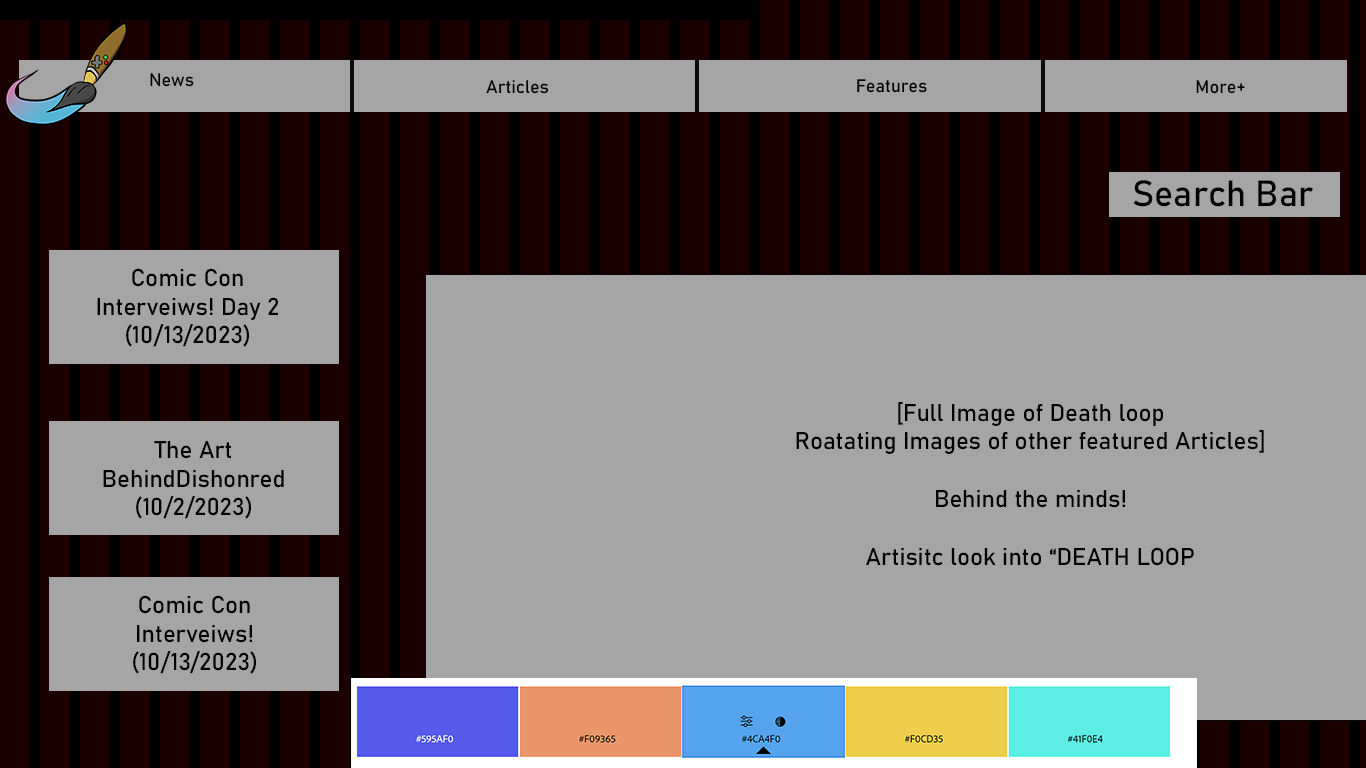 News
Articles
Features
More+
Search Bar
Comic Con
Interveiws! Day 2
(10/13/2023)
The Art
BehindDishonred
(10/2/2023)
Comic Con
Interveiws!
(10/13/2023)
[Full Image of Death loop
Roatating Images of other featured Articles]
Behind the minds!
Artisitc look into “DEATH LOOP
#595AF0
#F09365
#4CA4F0
#F0CD35
#41F0E4